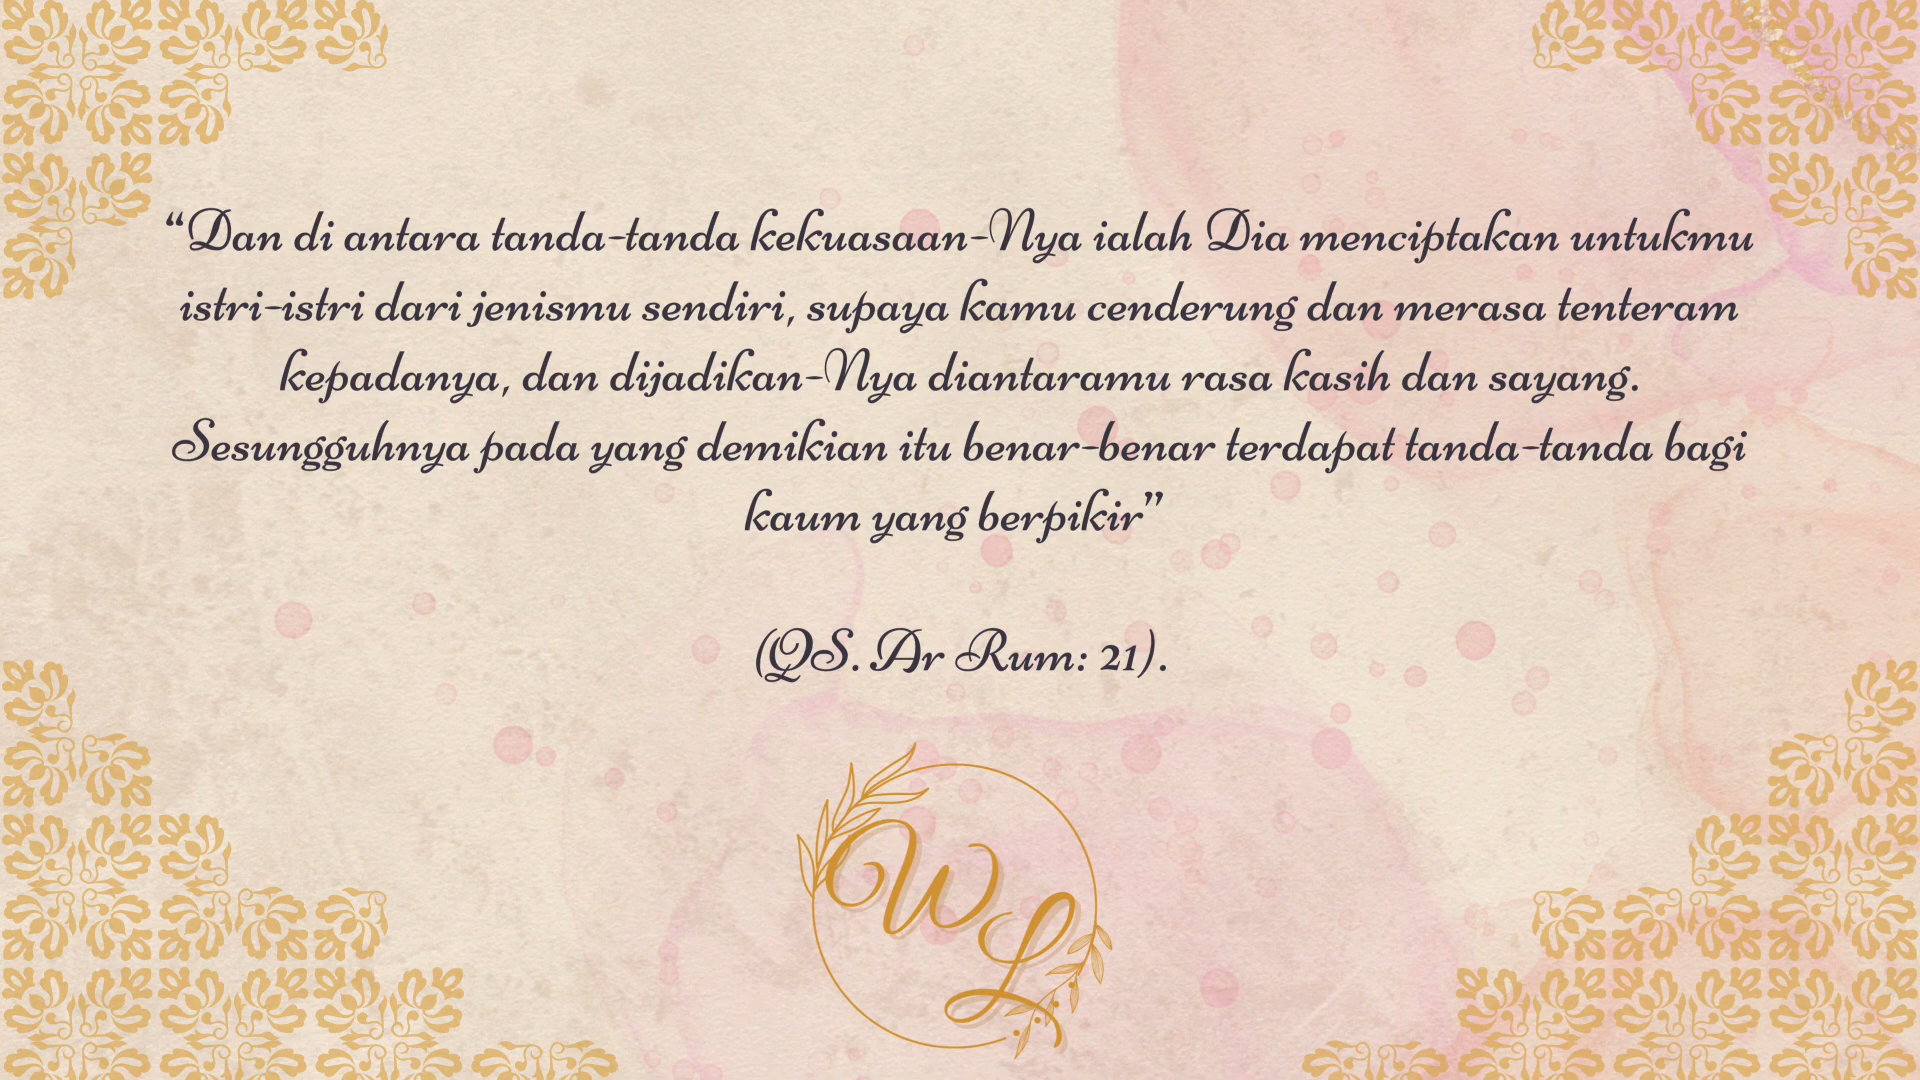 “Dan di antara tanda-tanda kekuasaan-Nya ialah Dia menciptakan untukmu
istri-istri dari jenismu sendiri, supaya kamu cenderung dan merasa tenteram
kepadanya, dan dijadikan-Nya diantaramu rasa kasih dan sayang.
Sesungguhnya pada yang demikian itu benar-benar terdapat tanda-tanda bagi
kaum yang berpikir”
(QS. Ar Rum: 21).
W
L